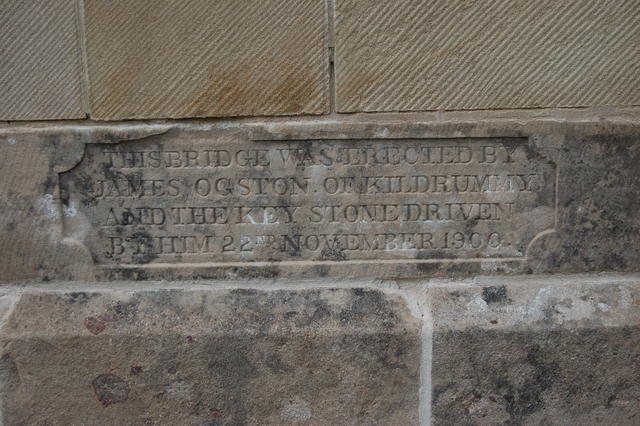 THIS BRIDGE WAS ERECTED BY
JAMES OGSTON OF KILDRUMMY
AND THE KEY STONE DRIVEN
BY HIM 22ND NOVEMBER 1900.